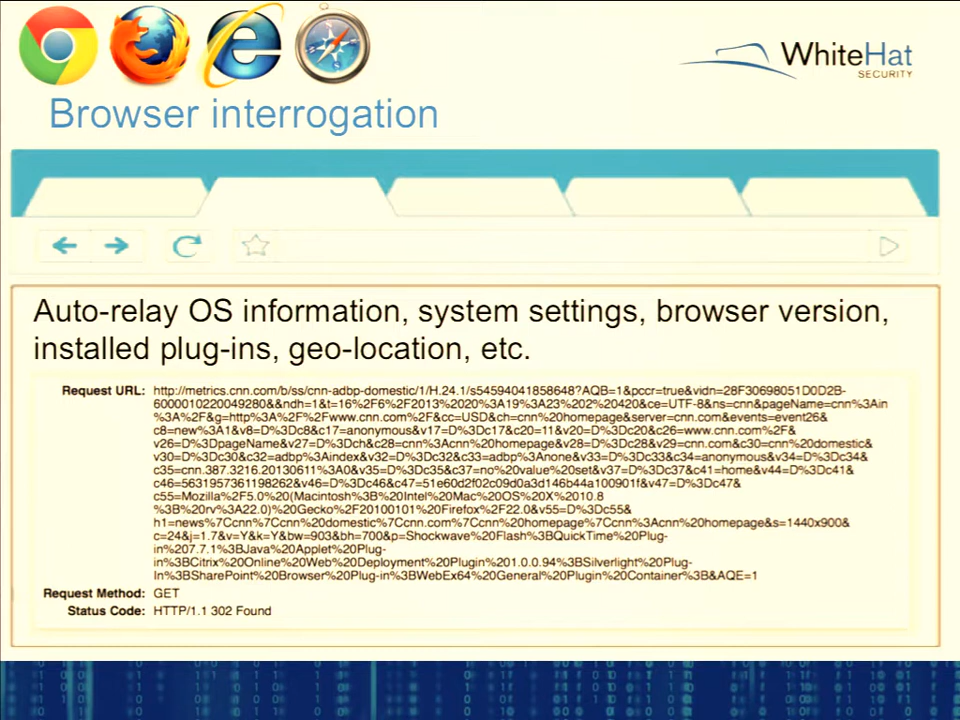 WhiteHat
SECURITY
Browser interrogation
Auto-relay OS information, system settings, browser version,
installed plug-ins, geo-location, etc.
Request URL: http://metrics.cnn.com/b/ss/cnn-adbp-domestic/1/H.24.1/s54594041858648?AQB=1&pccr=true&vidn=28F30698051D0D2B-
6000010220049280&&ndh=1&t=16%2F6%2F2013%2020%3A19%3A23%202%20420&ce=UTF-8&ns=cnn&pageName=cnn%3Ain
%3A%2F&g=http%3A%2F%2Fwww.cnn.com%2F&cc=USD&ch=cnn%20homepage&server=cnn.com&events=event26&
c8=new%3A1&v8=D%3Dc8&c17=anonymous&v17=D%3Dc17&c20=11&v20=D%3Dc20&c26=www.cnn.com%2F&
v26=D%3DpageName&v27=D%3Dch&c28=cnn%3Acnn%20homepage&v28=D%3Dc28&v29=cnn.com&c30=cnn%20domestic&
v30=D%3Dc30&c32=adbp%3Aindex&v32=D%3Dc32&c33=adbp%3Anone&v33=D%3Dc33&c34=anonymous&v34=D%3Dc34&
c35=cnn.387.3216.20130611%3A0&v35=D%3Dc35&c37=no%20value%20set&v37=D%3Dc37&c41=home&v44=D%3Dc41&
c46=5631957361198262&v46=D%3Dc46&c47=51e60d2f02c09d0a3d146b44a100901f&v47=D%3Dc47&
c55=Mozilla%2F5.0%20(Macintosh%3B%20Intel%20Mac%20OS%20X%2010.8
%3B%20rv%3A22.0)%20Gecko%2F20100101%20Firefox%2F22.0&v55=D%3Dc55&
h1=news%7Ccnn%7Ccnn%20domestic%7Ccnn.com%7Ccnn%20homepage%7Ccnn%3Acnn%20homepage&s=1440x900&
c=24&j=1.7&v=Y&k=Y&bw=903&bh=700&p=Shockwave%20Flash%3BQuickTime%20Plug-
in%207.7.1%3BJava%20Applet%20Plug-
in%3BCitrix%20Online%20Web%20Deployment%20Plugin%201.0.0.94%3BSilverlight%20Plug-
In%3BSharePoint%20Browser%20Plug-in%3BWebEx64%20General%20Plugin%20Container%3B&AQE=1
Request Method: GET
Status Code: HTTP/1.1 302 Found